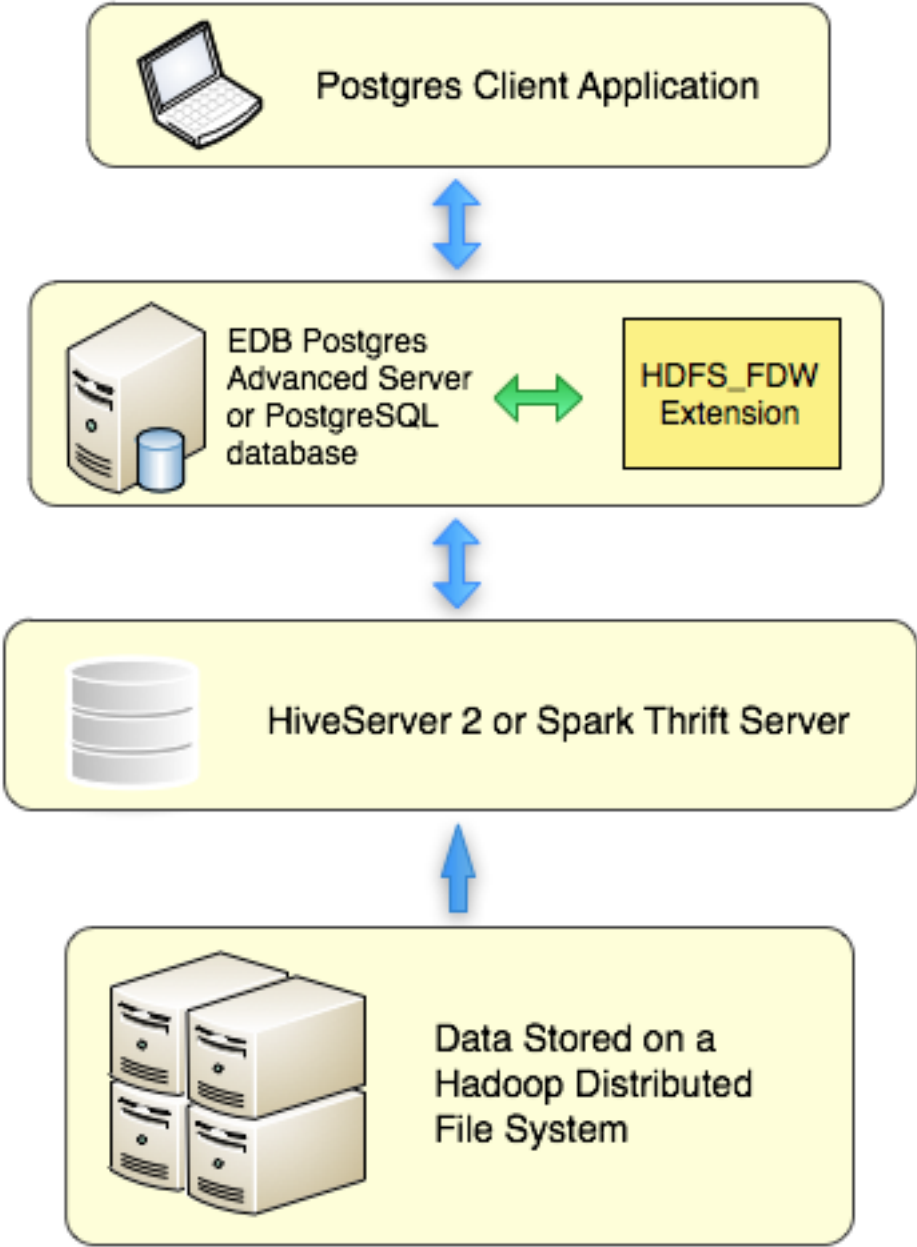 Postgres Client Application
EDB Postgres
Advanced Server
or PostgreSQL
database
HDFS_FDW
Extension
HiveServer 2 or Spark Thrift Server
Data Stored on a
Hadoop Distributed
File System